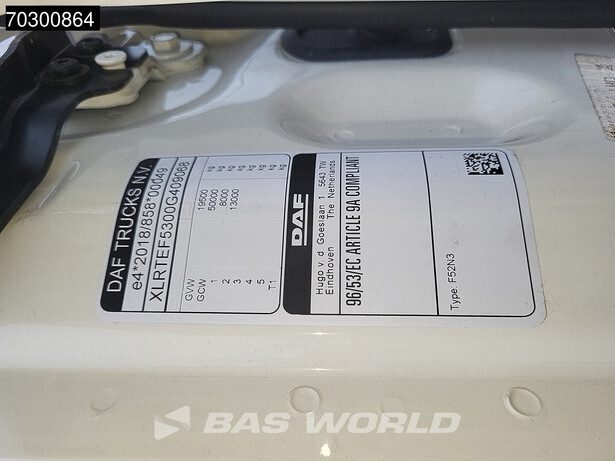 70300864
DAF TRUCKS N.V.
e4*2018/858*00049
XLRTEF5300G409068
GVW 19500 kg
GCW 50000 kg
1 8000 kg
2 13000 kg
3 kg
4 kg
5 kg
T1 kg
DAF
Hugo v. d. Goeslaan 1 5643 TW
Eindhoven The Netherlands
96/53/EC ARTICLE 9A COMPLIANT
Type: F52N3
BAS WORLD